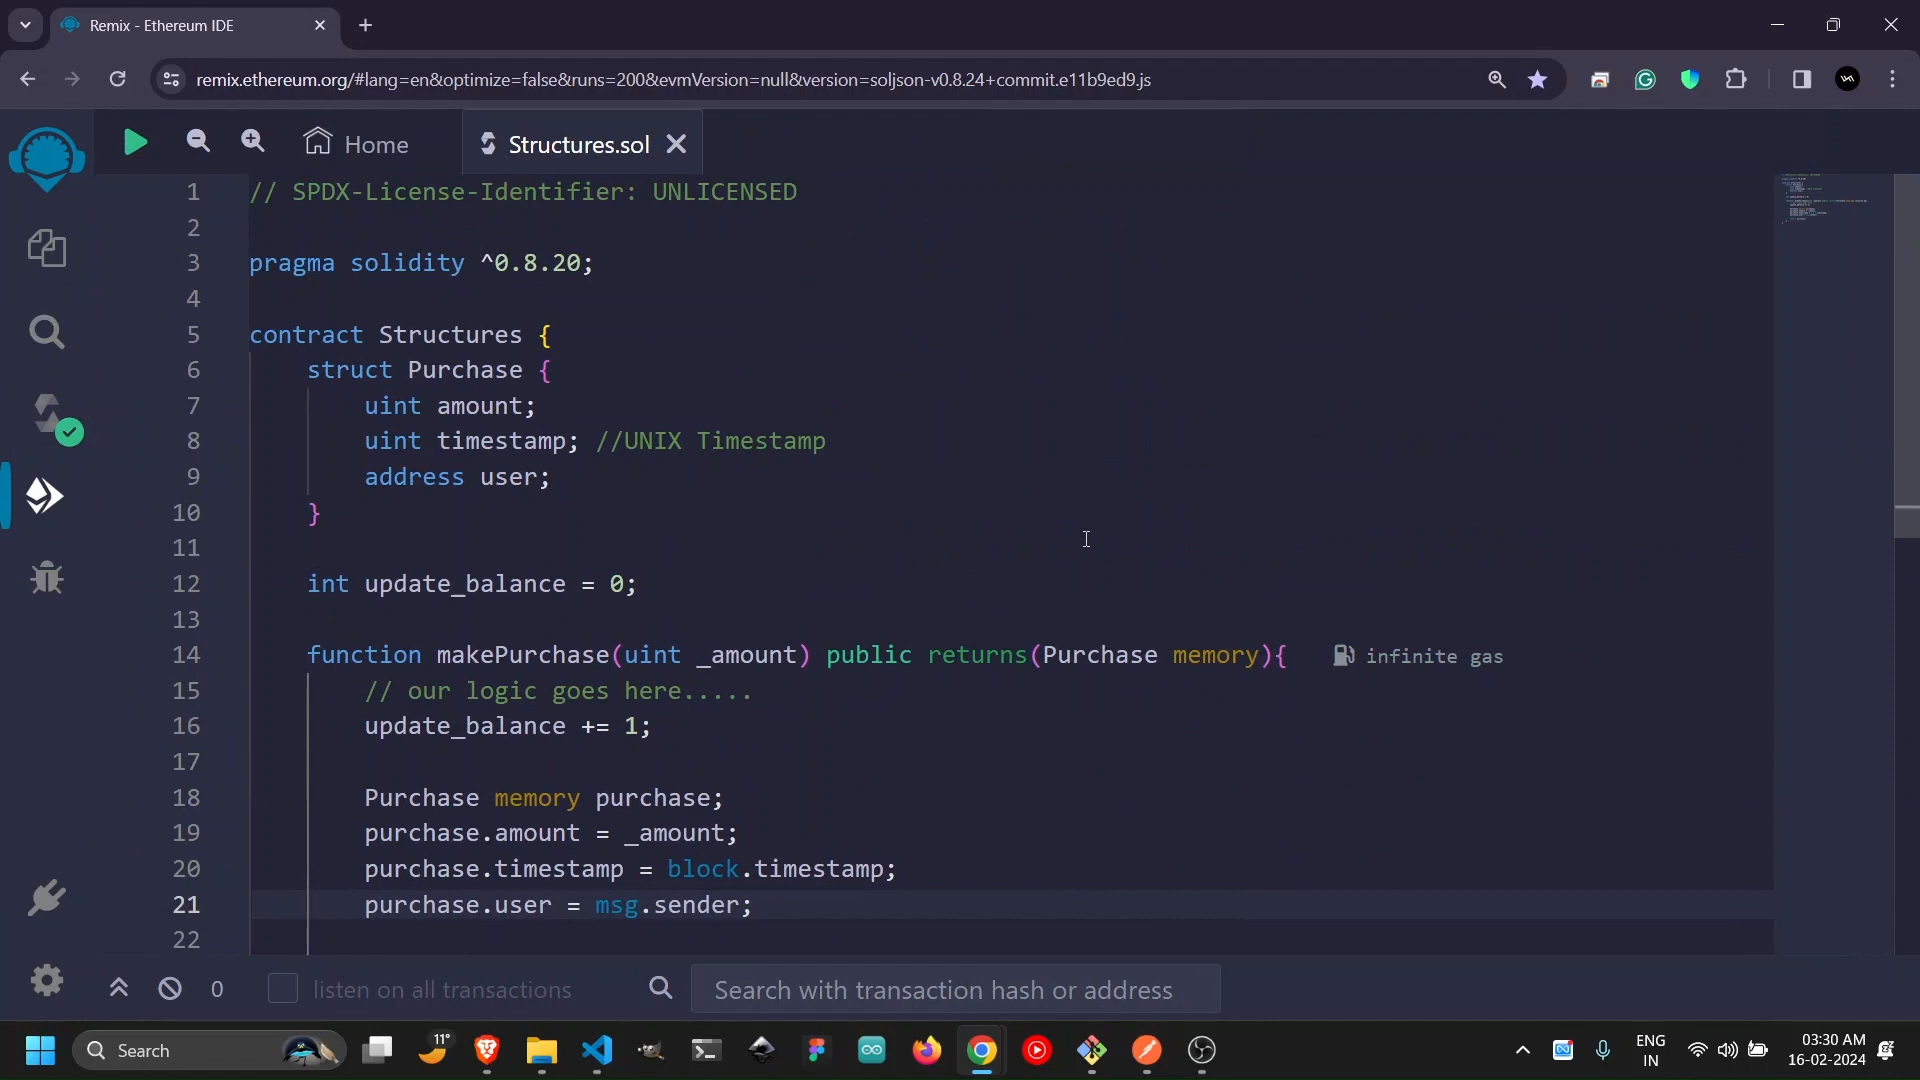 Remix - Ethereum IDE
remix.ethereum.org/#lang=en&optimize=false&runs=200&evmVersion=null&version=soljson-v0.8.24+commit.e11b9ed9.js
Home
Structures.sol
1 // SPDX-License-Identifier: UNLICENSED
2
3 pragma solidity ^0.8.20;
4
5 contract Structures {
6 struct Purchase {
7 uint amount;
8 uint timestamp; //UNIX Timestamp
9 address user;
10 }
11
12 int update_balance = 0;
13
14 function makePurchase(uint _amount) public returns(Purchase memory){ infinite gas
15 // our logic goes here.....
16 update_balance += 1;
17
18 Purchase memory purchase;
19 purchase.amount = _amount;
20 purchase.timestamp = block.timestamp;
21 purchase.user = msg.sender;
22
0 listen on all transactions Search with transaction hash or address
Search 11° ENG IN 03:30 AM 16-02-2024